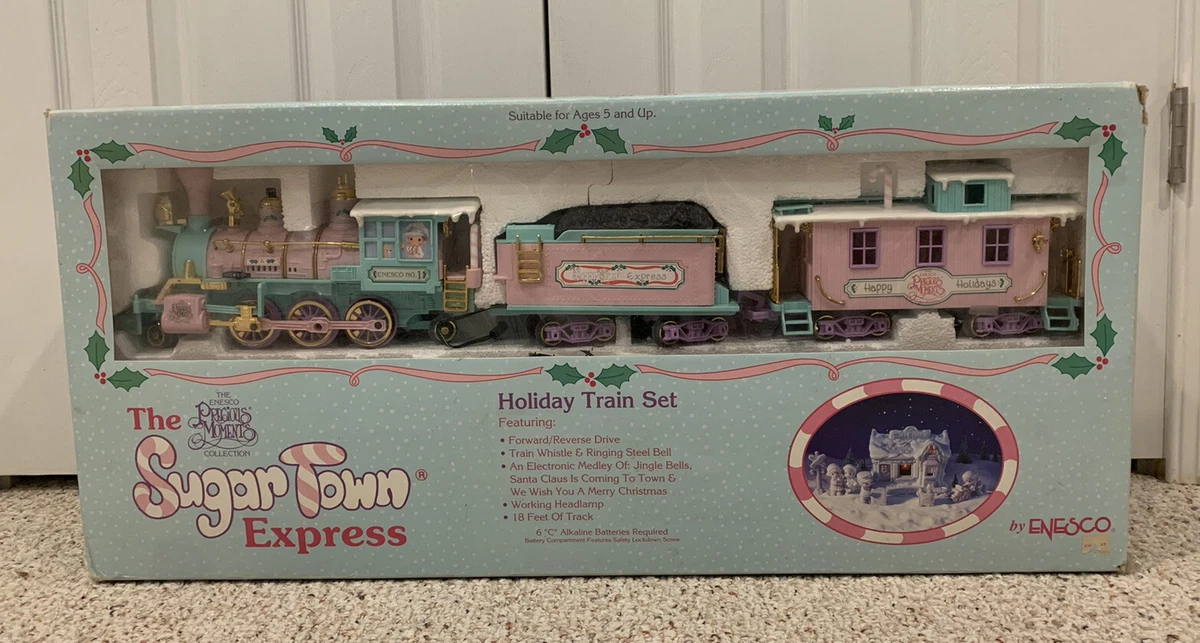 Suitable for Ages 5 and Up.
ENESCO NO. 1
Express
Happy Holidays
ENESCO
PRECIOUS
MOMENTS
The
THE
ENESCO
PRECIOUS
MOMENTS
COLLECTION
Sugar Town®
Express
Holiday Train Set
Featuring:
• Forward/Reverse Drive
• Train Whistle & Ringing Steel Bell
• An Electronic Medley Of: Jingle Bells,
Santa Claus Is Coming To Town &
We Wish You A Merry Christmas
• Working Headlamp
• 18 Feet Of Track
6 "C" Alkaline Batteries Required
Battery Compartment Features Safety Lockdown Screw
by ENESCO